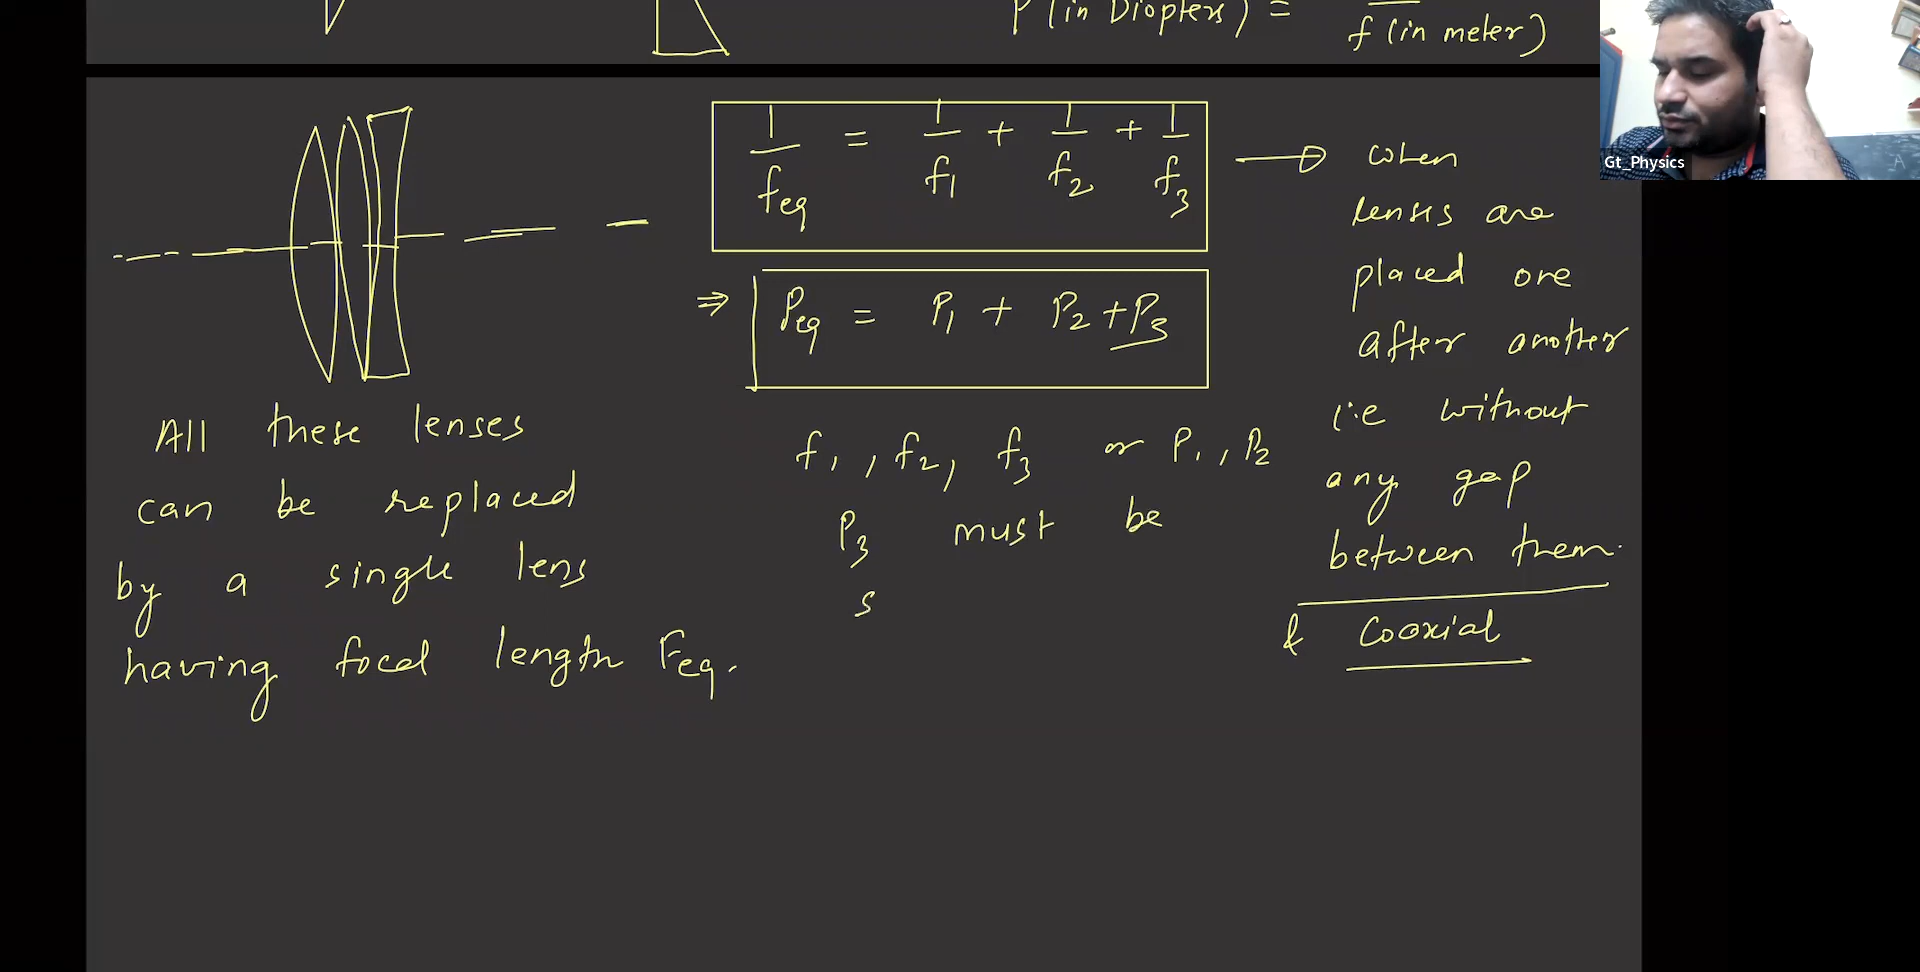 P (in Diopters) =
f (in meter)
1/feq = 1/f1 + 1/f2 + 1/f3
⇒ Peq = P1 + P2 + P3
when
lenses are
placed one
after another
i.e without
any gap
between them.
& Coaxial
All these lenses
can be replaced
by a single lens
having focal length Feq.
f1, f2, f3 or P1, P2
P3 must be
s
Gt_Physics
A